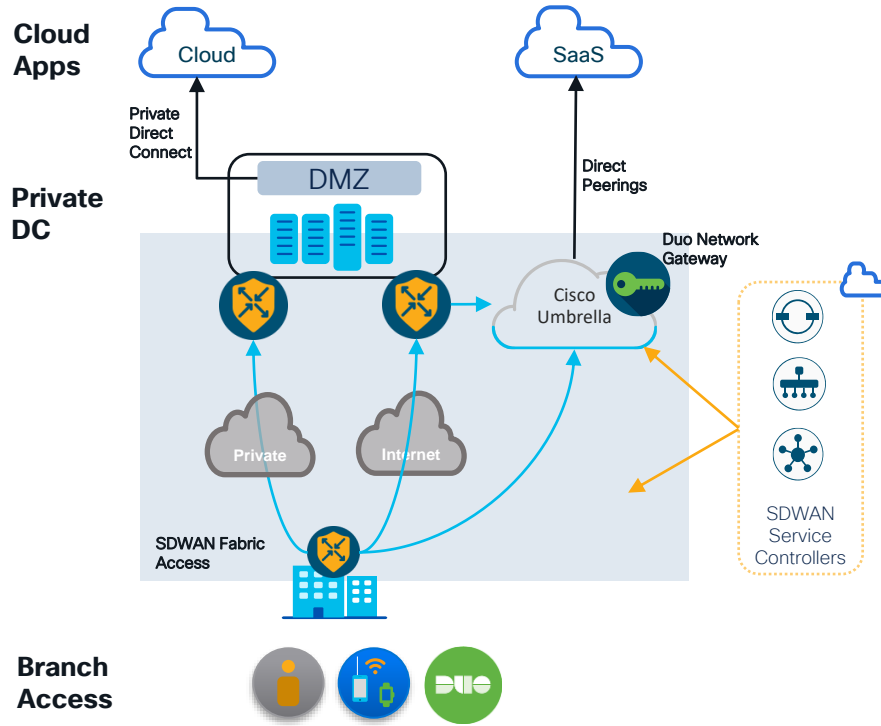 Cloud
Apps
Cloud
SaaS
Private
Direct
Connect
Direct
Peerings
Private
DC
DMZ
Duo Network
Gateway
Cisco
Umbrella
Private
Internet
SDWAN Fabric
Access
SDWAN
Service
Controllers
Branch
Access
DUO